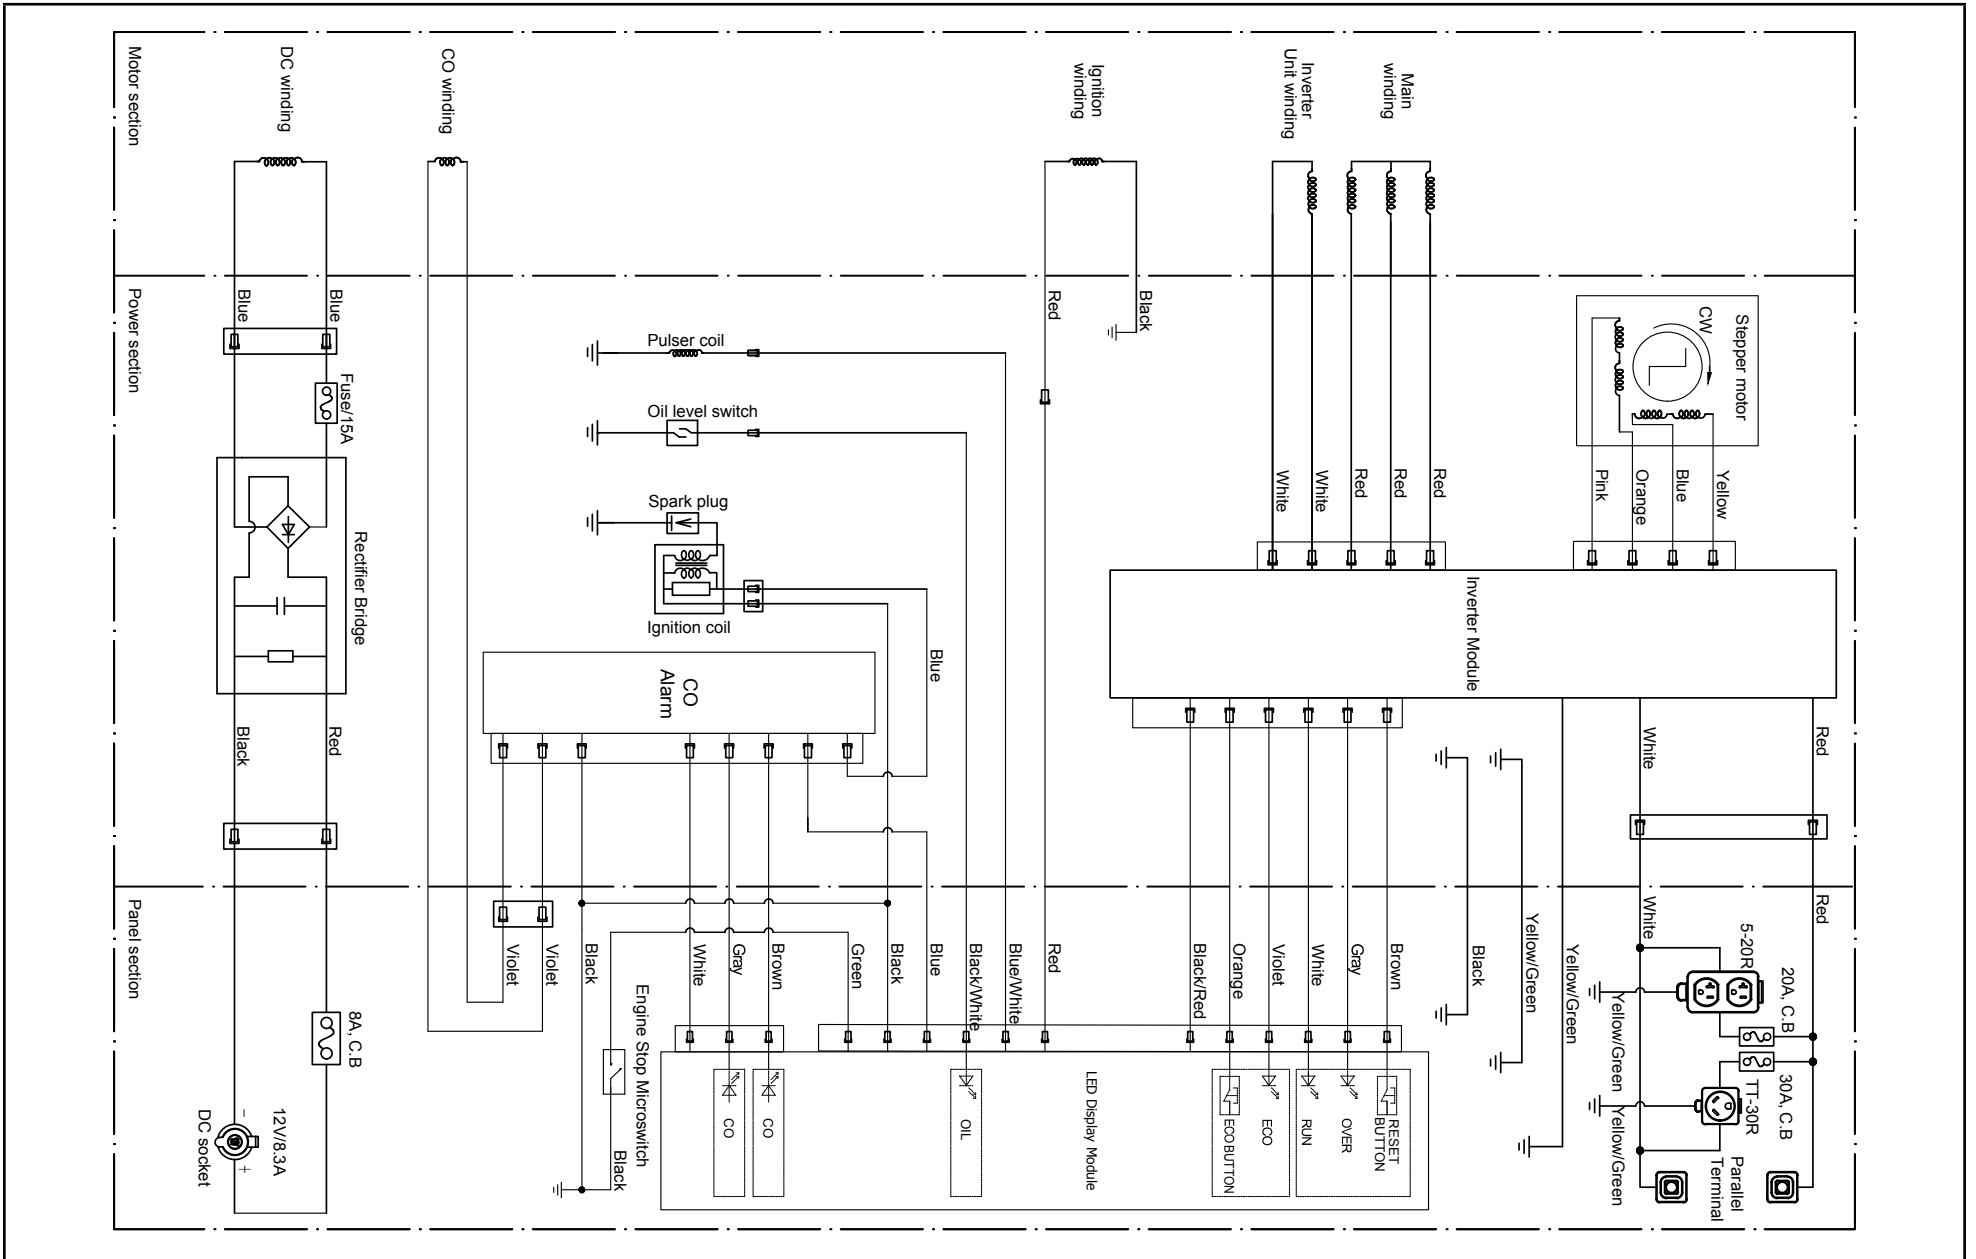 Motor section
DC winding
CO winding
Ignition
winding
Inverter
Unit winding
Main
winding
Power section
Blue
Blue
Fuse/15A
Rectifier Bridge
Black
Red
Pulser coil
Oil level switch
Spark plug
Ignition coil
Blue
CO
Alarm
Red
Black
White
White
Red
Red
Red
Stepper motor
CW
Pink
Orange
Blue
Yellow
Inverter Module
White
Red
Panel section
8A, C.B
12V/8.3A
DC socket
-
+
Violet
Violet
Black
White
Gray
Brown
Green
Black
Blue
Black/White
Blue/White
Red
Black/Red
Orange
Violet
White
Gray
Brown
Black
Yellow/Green
Yellow/Green
White
Red
5-20R
20A, C.B
Yellow/Green
30A, C.B
TT-30R
Yellow/Green
Parallel
Terminal
Engine Stop Microswitch
Black
LED Display Module
CO
CO
OIL
ECO BUTTON
ECO
RUN
OVER
RESET
BUTTON